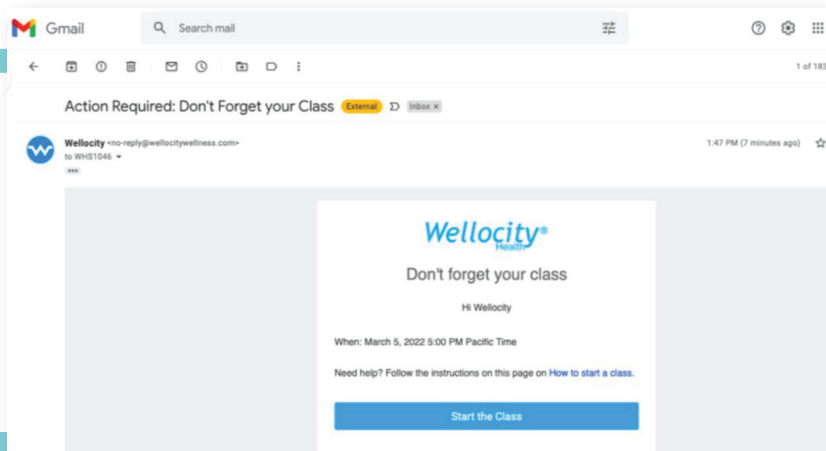 Gmail
Search mail
1 of 183
Action Required: Don't Forget your Class External Inbox ×
Wellocity <no-reply@wellocitywellness.com>
1:47 PM (7 minutes ago)
to WHS1046
Wellocity®
Health
Don't forget your class
Hi Wellocity
When: March 5, 2022 5:00 PM Pacific Time
Need help? Follow the instructions on this page on How to start a class.
Start the Class